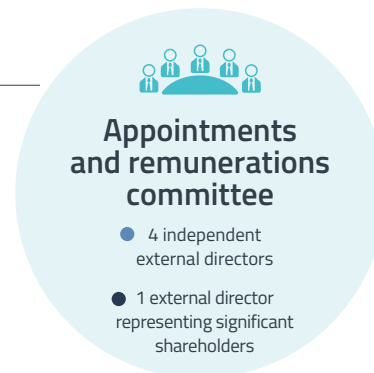 Appointments
and remunerations
committee
4 independent
external directors
1 external director
representing significant
shareholders